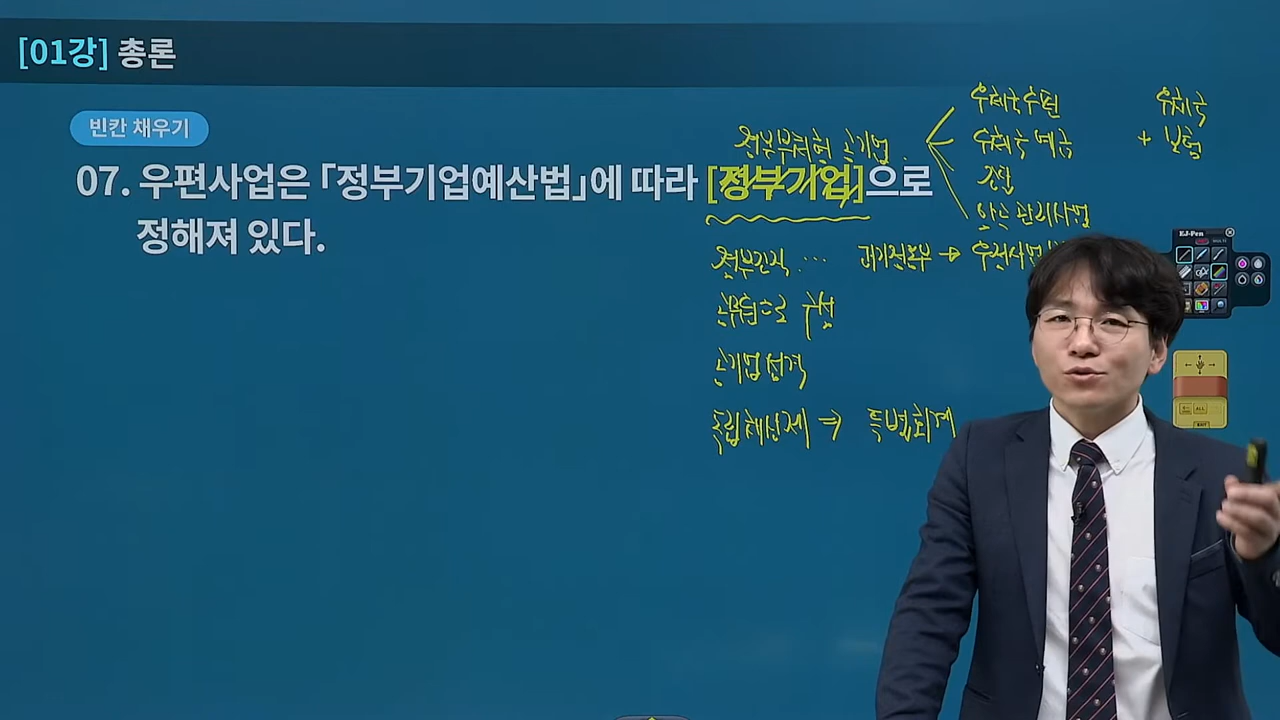 [01강] 총론
빈칸 채우기
07. 우편사업은 「정부기업예산법」에 따라 [정부기업]으로
정해져 있다.
정부부처형 공기업
우체국우편
우체국예금
조달
양곡관리사업
우체국
+ 보험
정부조직 ...
과기정통부 → 우정사업
공무원으로 구성
공기업성격
독립채산제 ⇒ 특별회계
EJ-Pen
ALL
EXIT